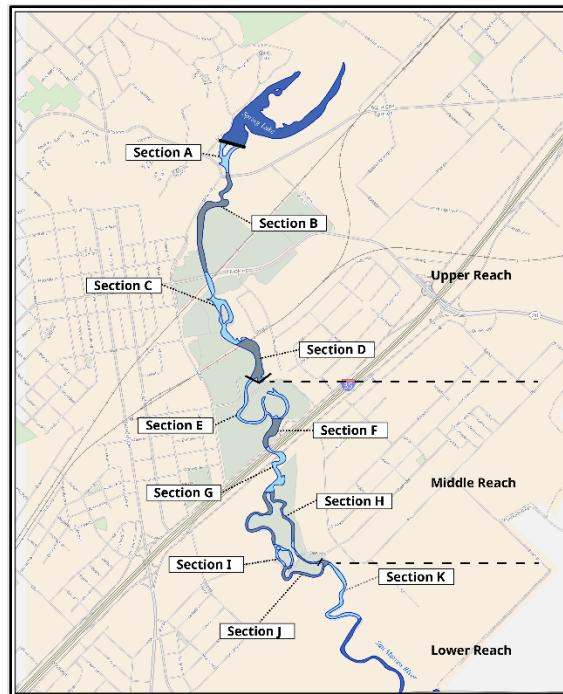 Spring Lake
Section A
Section B
Upper Reach
Section C
Section D
35
Section E
Section F
Middle Reach
Section G
Section H
Section I
Section K
Section J
Lower Reach
San Marcos River